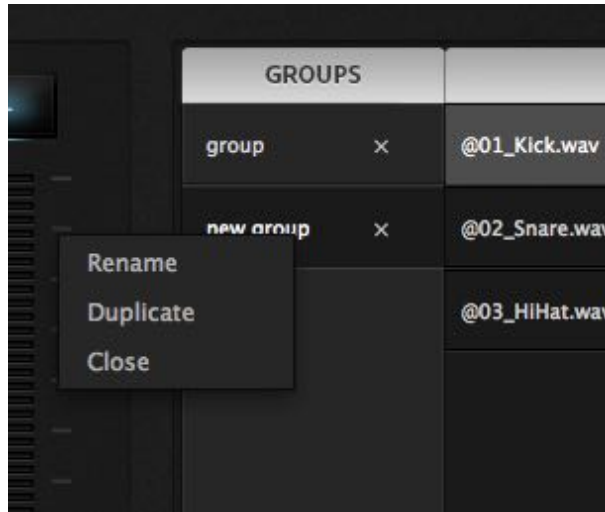 GROUPS
group ×
@01_Kick.wav
new group ×
@02_Snare.wav
@03_HiHat.wav
Rename
Duplicate
Close